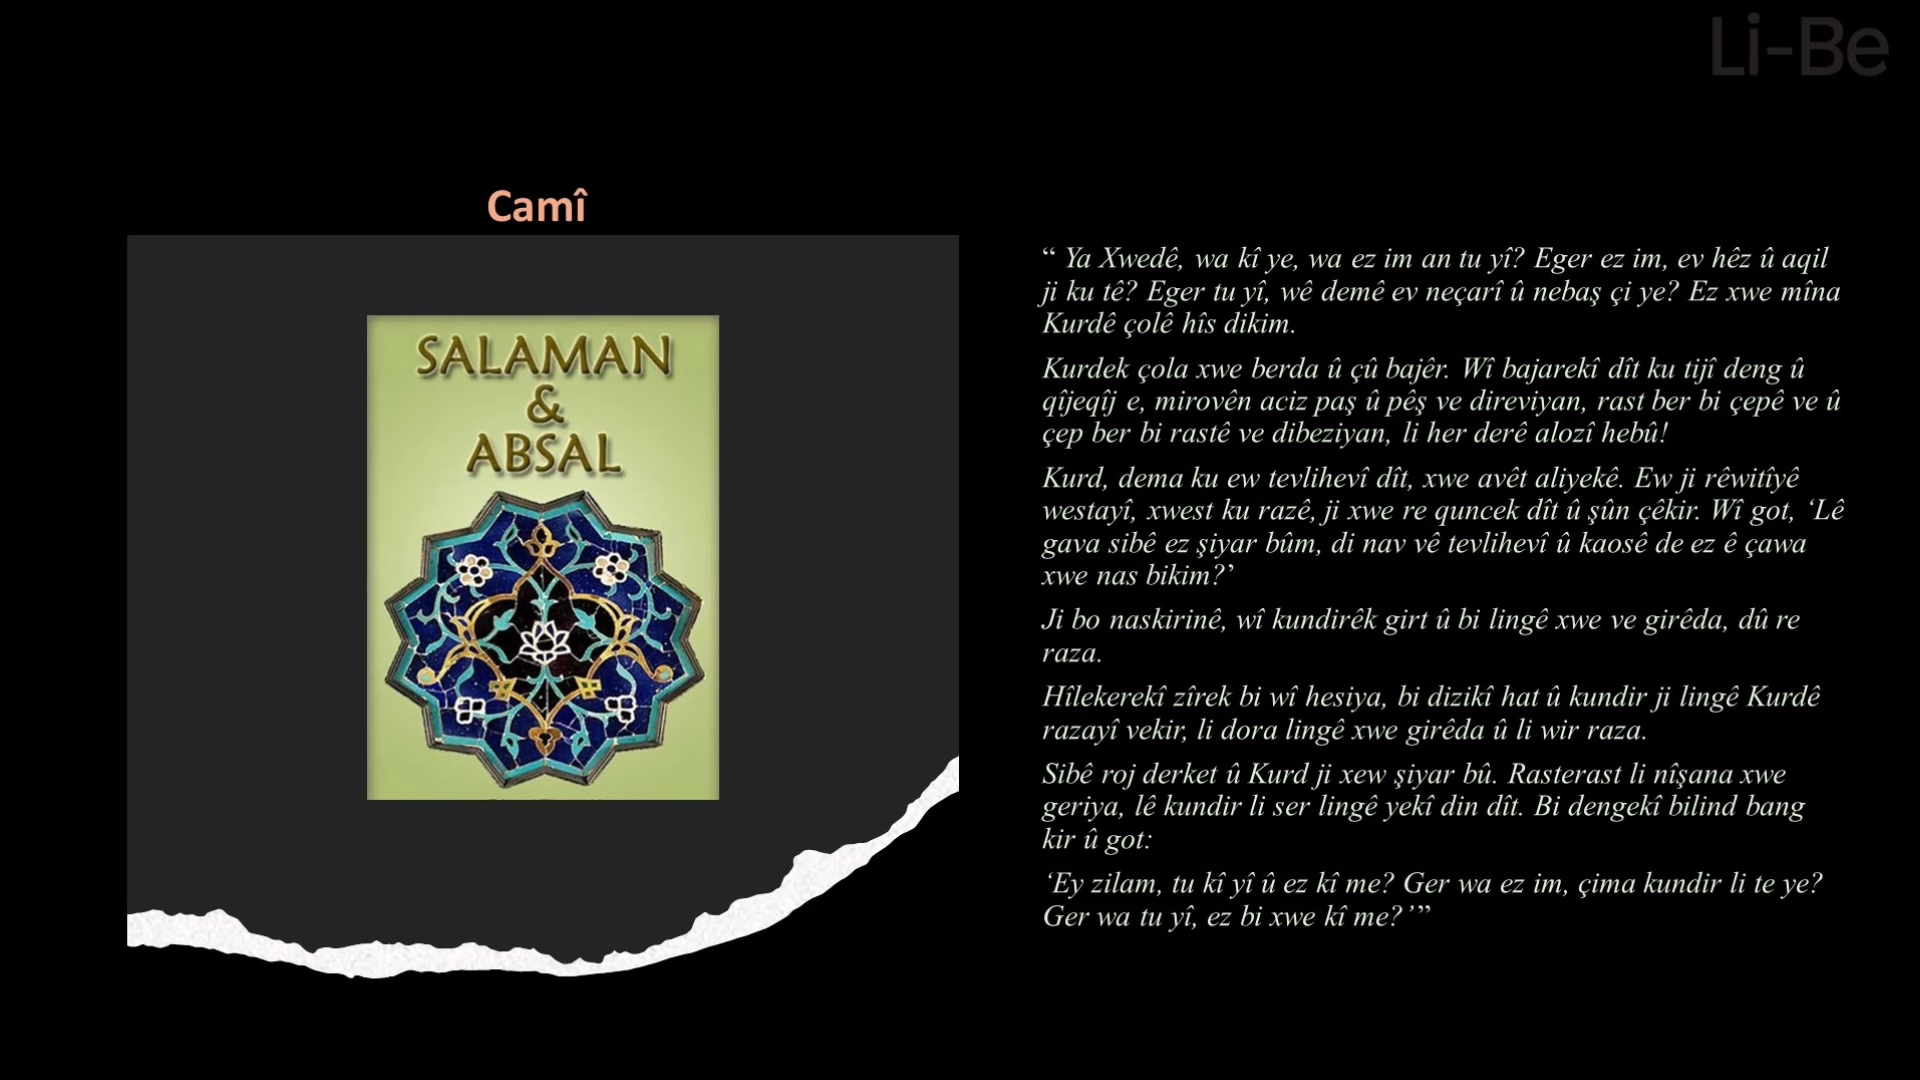 Li-Be
Camî
SALAMAN
&
ABSAL
“ Ya Xwedê, wa kî ye, wa ez im an tu yî? Eger ez im, ev hêz û aqil
ji ku tê? Eger tu yî, wê demê ev neçarî û nebaş çi ye? Ez xwe mîna
Kurdê çolê hîs dikim.
Kurdek çola xwe berda û çû bajêr. Wî bajarekî dît ku tijî deng û
qîjeqîj e, mirovên aciz paş û pêş ve direviyan, rast ber bi çepê ve û
çep ber bi rastê ve dibeziyan, li her derê alozî hebû!
Kurd, dema ku ew tevlihevî dît, xwe avêt aliyekê. Ew ji rêwitîyê
westayî, xwest ku razê, ji xwe re quncek dît û şûn çêkir. Wî got, ‘Lê
gava sibê ez şiyar bûm, di nav vê tevlihevî û kaosê de ez ê çawa
xwe nas bikim?’
Ji bo naskirinê, wî kundirêk girt û bi lingê xwe ve girêda, dû re
raza.
Hîlekerekî zîrek bi wî hesiya, bi dizikî hat û kundir ji lingê Kurdê
razayî vekir, li dora lingê xwe girêda û li wir raza.
Sibê roj derket û Kurd ji xew şiyar bû. Rasterast li nîşana xwe
geriya, lê kundir li ser lingê yekî din dît. Bi dengekî bilind bang
kir û got:
‘Ey zilam, tu kî yî û ez kî me? Ger wa ez im, çima kundir li te ye?
Ger wa tu yî, ez bi xwe kî me?’”